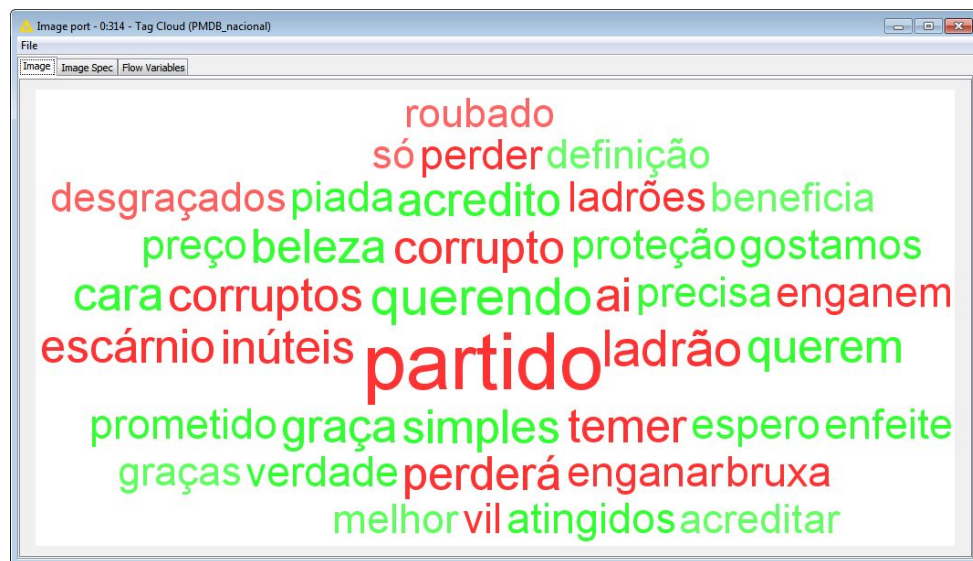 Image port - 0:314 - Tag Cloud (PMDB_nacional)
File
Image Image Spec Flow Variables
roubado
só perder definição
desgraçados piada acredito ladrões beneficia
preço beleza corrupto proteção gostamos
cara corruptos querendo ai precisa enganem
escárnio inúteis partido ladrão querem
prometido graça simples temer espero enfeite
graças verdade perderá enganar bruxa
melhor vil atingidos acreditar